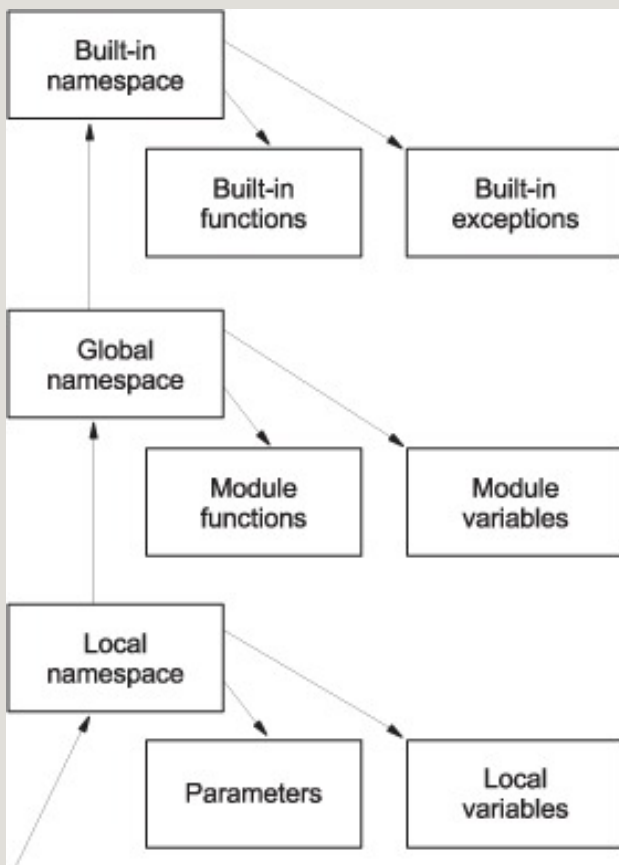 Built-in
namespace
Built-in
functions
Built-in
exceptions
Global
namespace
Module
functions
Module
variables
Local
namespace
Parameters
Local
variables